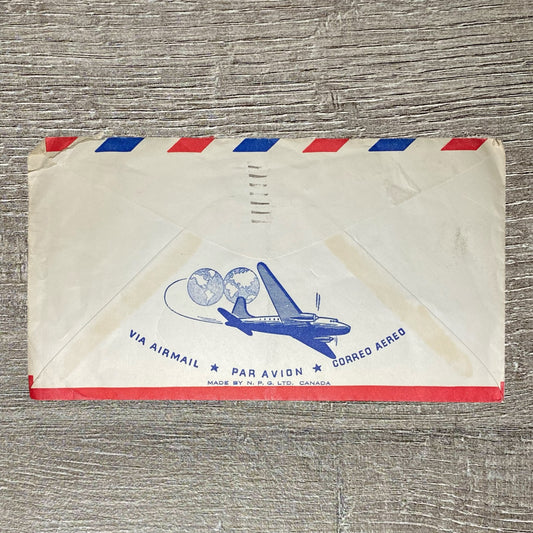 VIA AIRMAIL ★ PAR AVION ★ CORREO AEREO
MADE BY N. P. G. LTD. CANADA